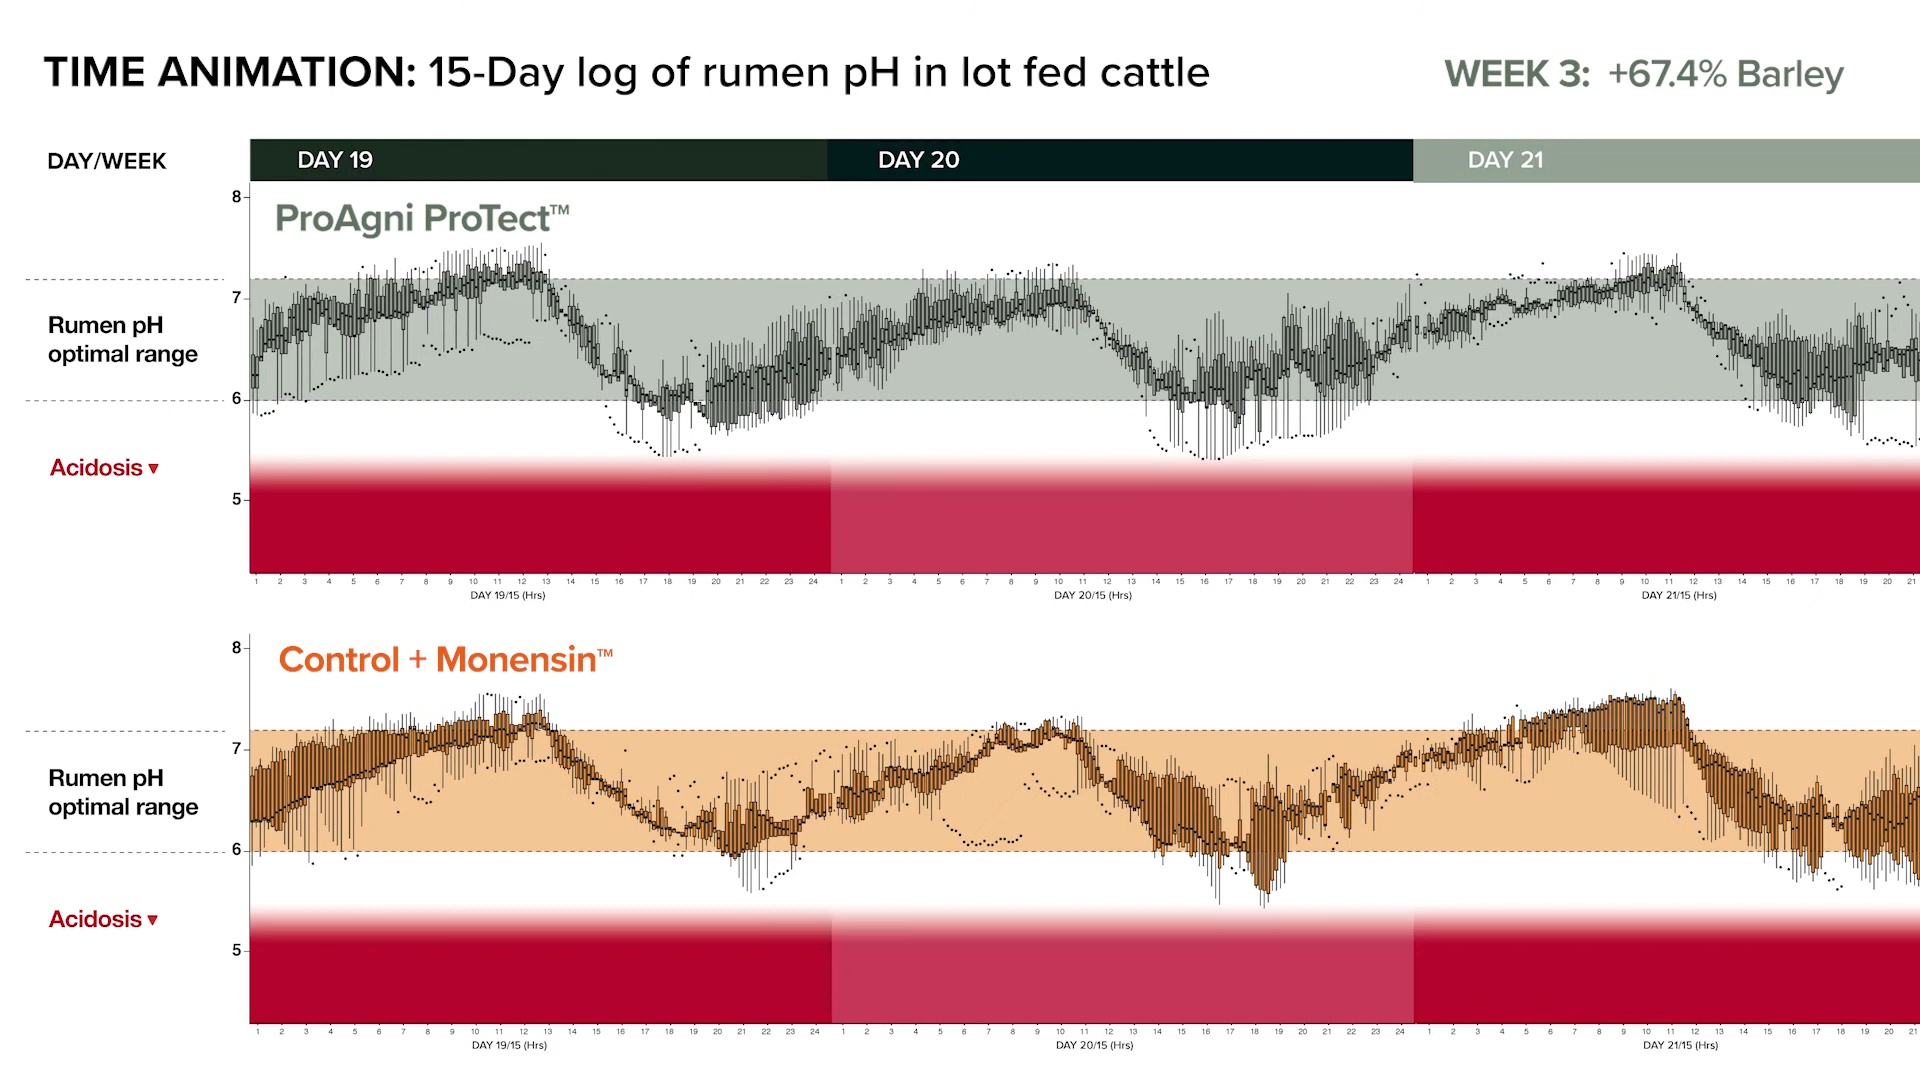 TIME ANIMATION: 15-Day log of rumen pH in lot fed cattle
WEEK 3: +67.4% Barley
DAY/WEEK
DAY 19
DAY 20
DAY 21
ProAgni ProTect™
8
7
6
5
Rumen pH
optimal range
Acidosis ▼
1 2 3 4 5 6 7 8 9 10 11 12 13 14 15 16 17 18 19 20 21 22 23 24 1 2 3 4 5 6 7 8 9 10 11 12 13 14 15 16 17 18 19 20 21 22 23 24 1 2 3 4 5 6 7 8 9 10 11 12 13 14 15 16 17 18 19 20 21
DAY 19/15 (Hrs)
DAY 20/15 (Hrs)
DAY 21/15 (Hrs)
Control + Monensin™
8
7
6
5
Rumen pH
optimal range
Acidosis ▼
1 2 3 4 5 6 7 8 9 10 11 12 13 14 15 16 17 18 19 20 21 22 23 24 1 2 3 4 5 6 7 8 9 10 11 12 13 14 15 16 17 18 19 20 21 22 23 24 1 2 3 4 5 6 7 8 9 10 11 12 13 14 15 16 17 18 19 20 21
DAY 19/15 (Hrs)
DAY 20/15 (Hrs)
DAY 21/15 (Hrs)